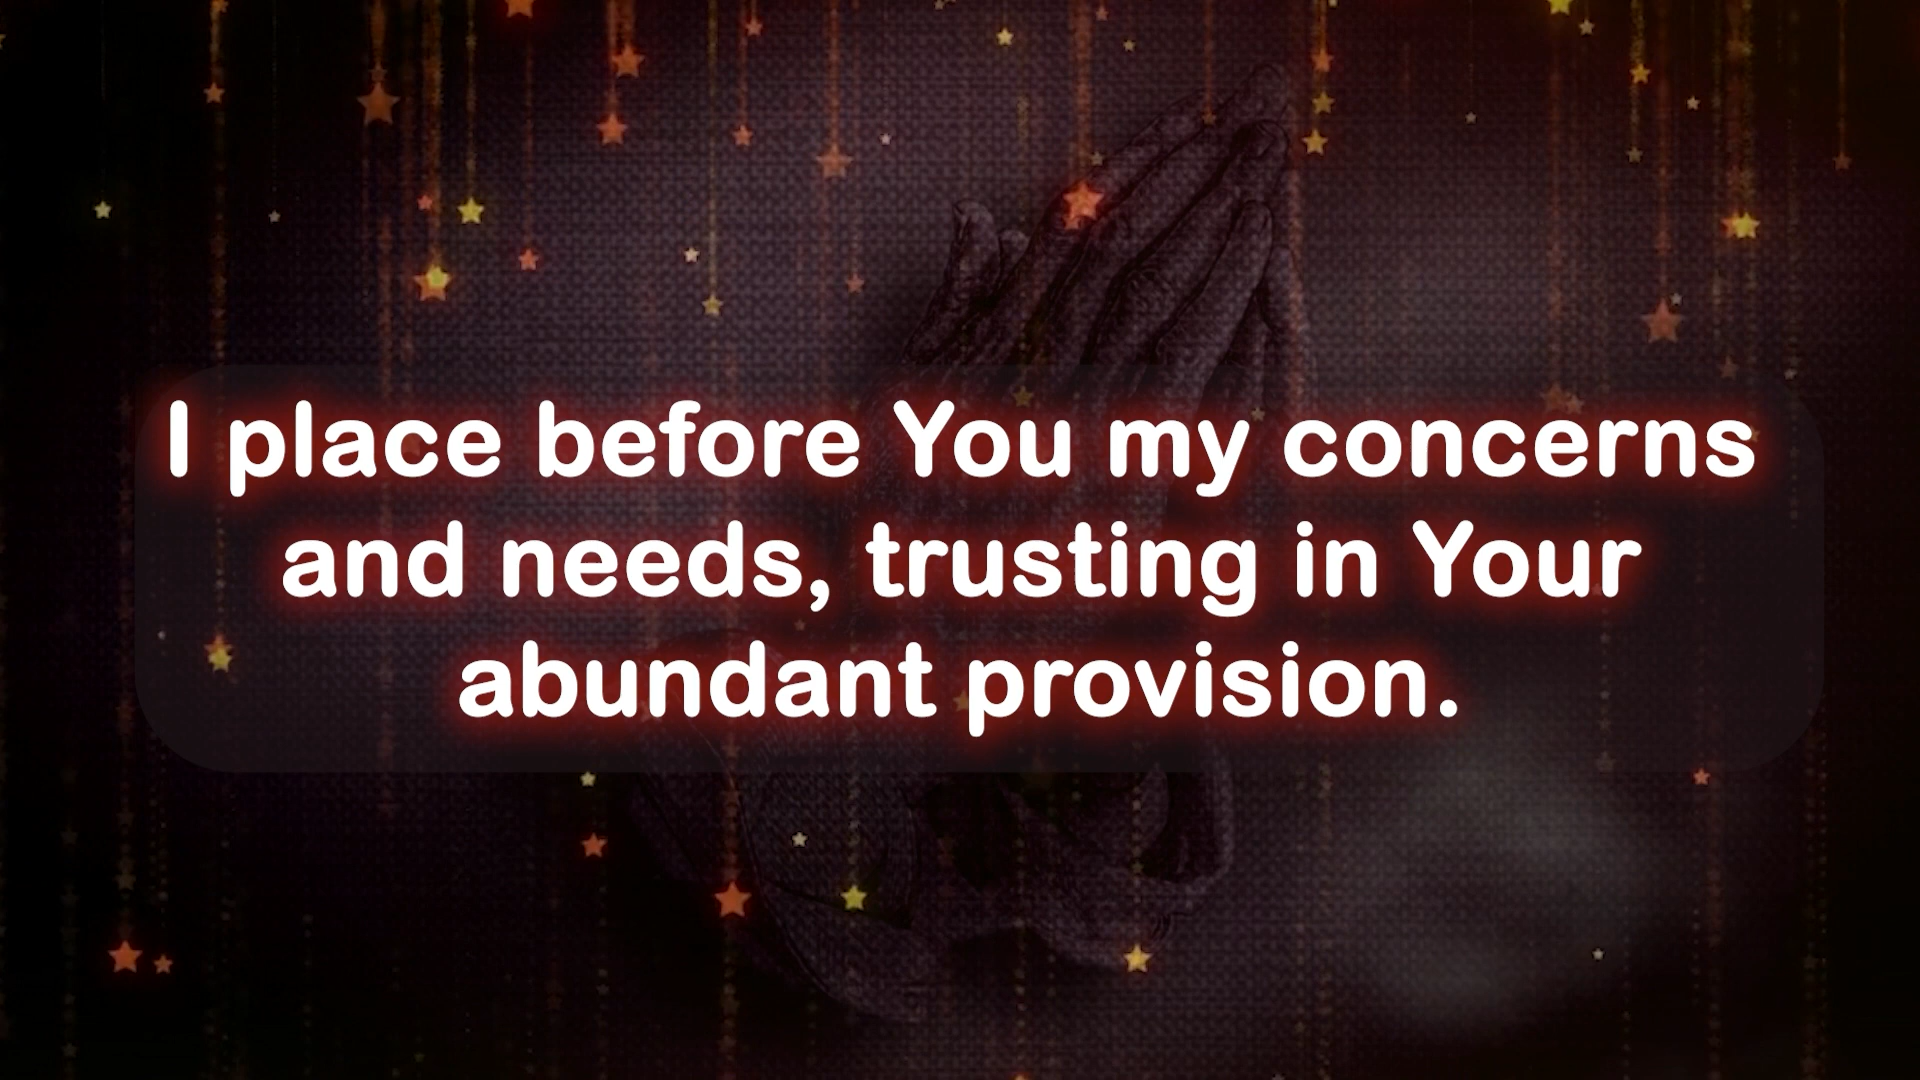 I place before You my concerns
and needs, trusting in Your
abundant provision.